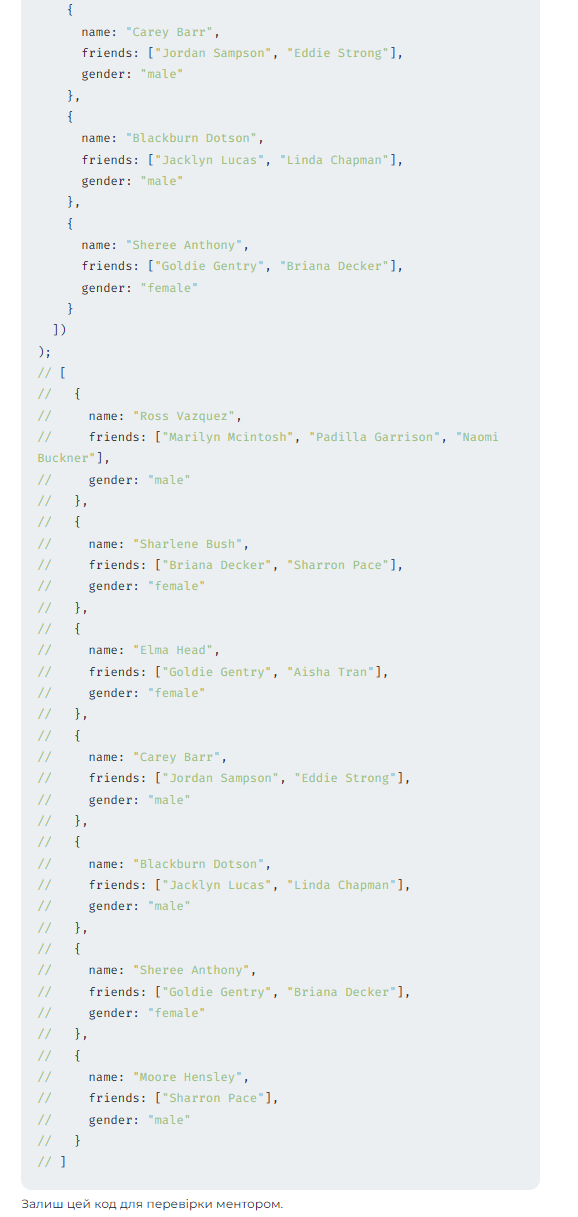 {
      name: "Carey Barr",
      friends: ["Jordan Sampson", "Eddie Strong"],
      gender: "male"
    },
    {
      name: "Blackburn Dotson",
      friends: ["Jacklyn Lucas", "Linda Chapman"],
      gender: "male"
    },
    {
      name: "Sheree Anthony",
      friends: ["Goldie Gentry", "Briana Decker"],
      gender: "female"
    }
  ])
);
// [
//   {
//     name: "Ross Vazquez",
//     friends: ["Marilyn Mcintosh", "Padilla Garrison", "Naomi
Buckner"],
//     gender: "male"
//   },
//   {
//     name: "Sharlene Bush",
//     friends: ["Briana Decker", "Sharron Pace"],
//     gender: "female"
//   },
//   {
//     name: "Elma Head",
//     friends: ["Goldie Gentry", "Aisha Tran"],
//     gender: "female"
//   },
//   {
//     name: "Carey Barr",
//     friends: ["Jordan Sampson", "Eddie Strong"],
//     gender: "male"
//   },
//   {
//     name: "Blackburn Dotson",
//     friends: ["Jacklyn Lucas", "Linda Chapman"],
//     gender: "male"
//   },
//   {
//     name: "Sheree Anthony",
//     friends: ["Goldie Gentry", "Briana Decker"],
//     gender: "female"
//   },
//   {
//     name: "Moore Hensley",
//     friends: ["Sharron Pace"],
//     gender: "male"
//   }
// ]
Залиш цей код для перевірки ментором.